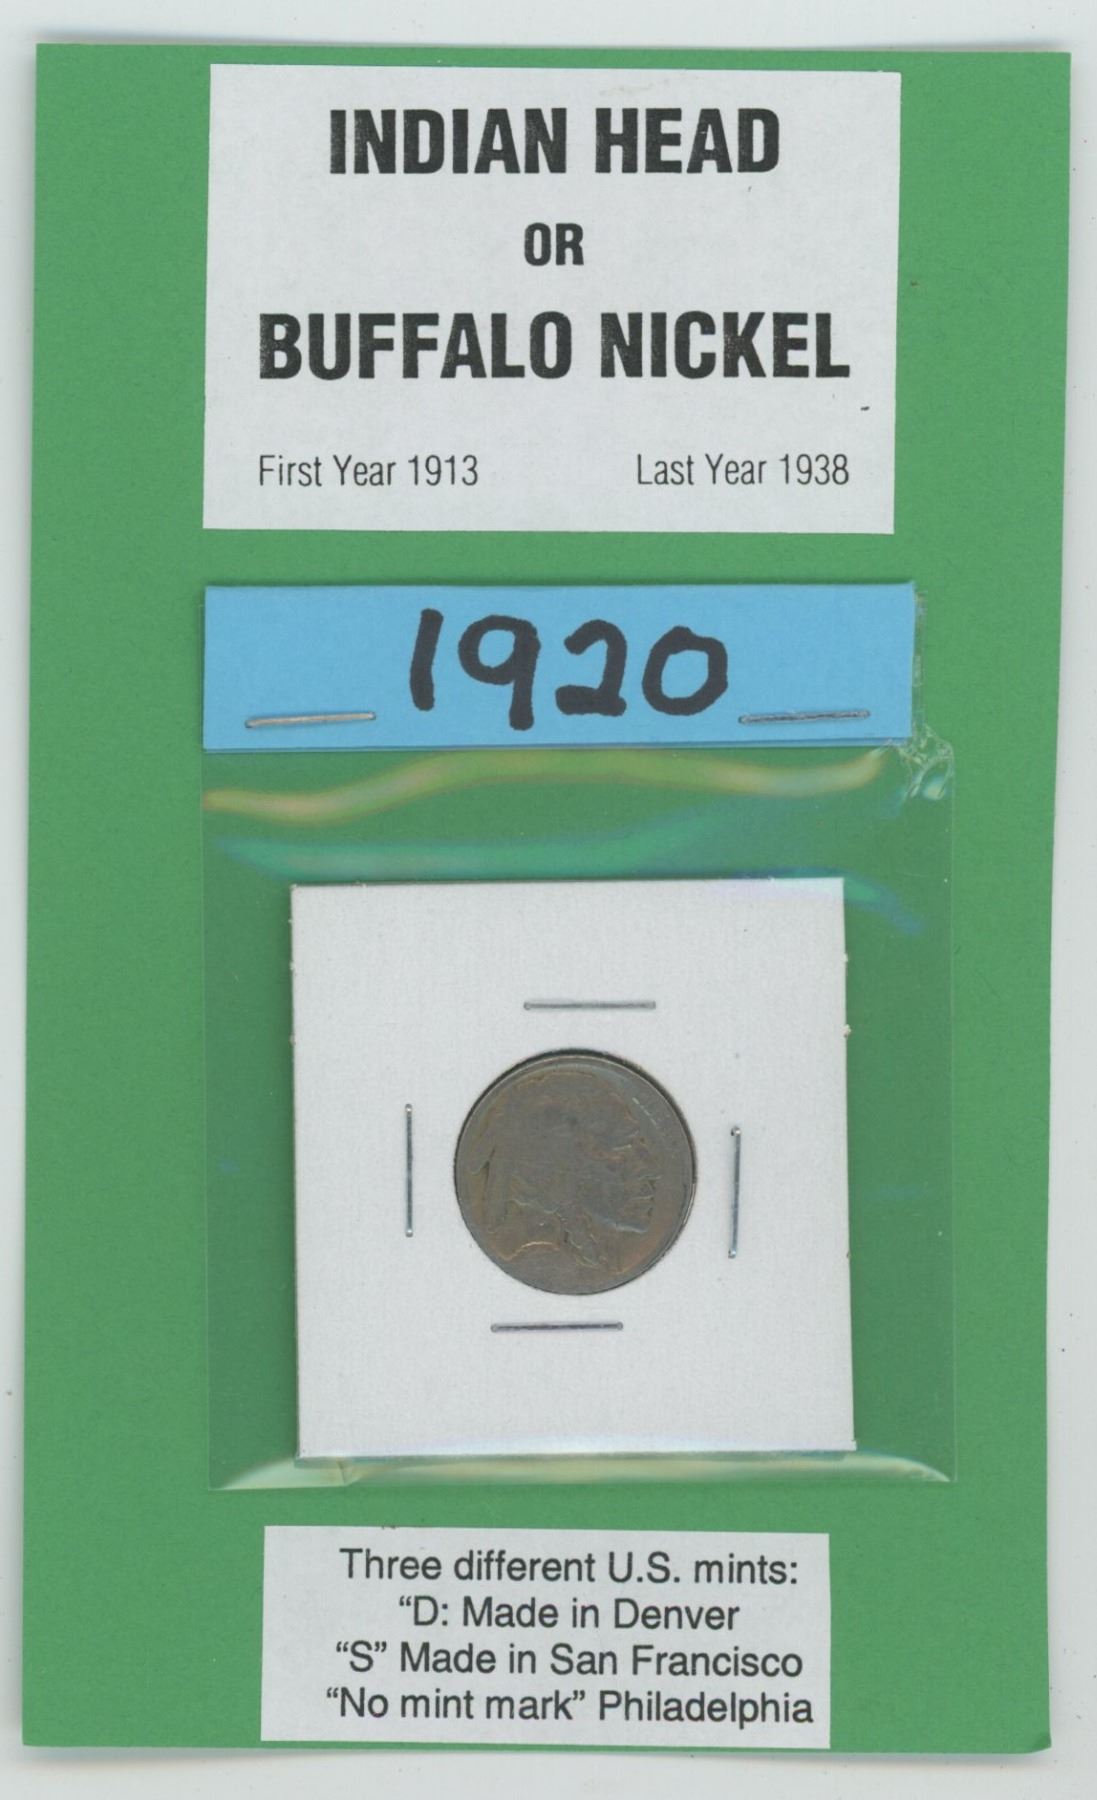 INDIAN HEAD
OR
BUFFALO NICKEL
First Year 1913 Last Year 1938
1920
Three different U.S. mints:
“D: Made in Denver
“S” Made in San Francisco
“No mint mark” Philadelphia